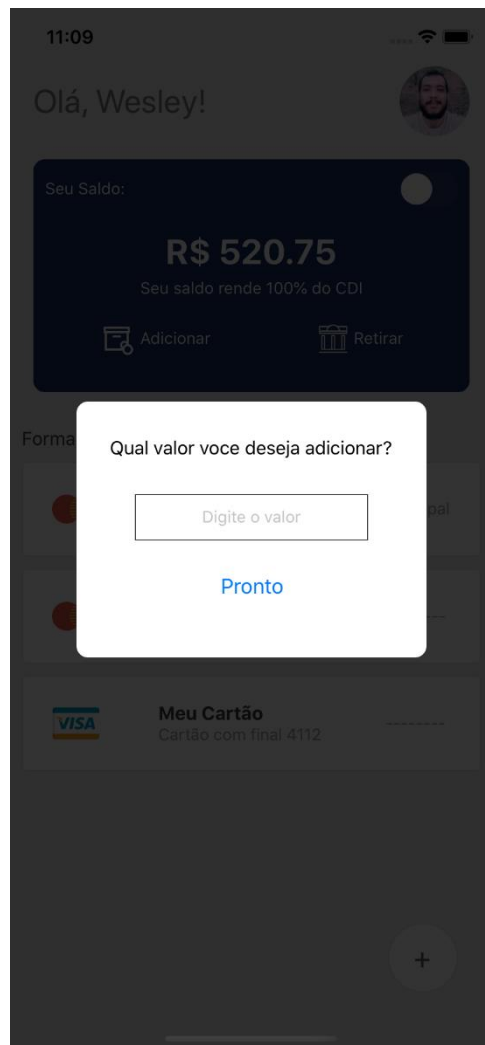 11:09
Olá, Wesley!
Seu Saldo:
R$ 520.75
Seu saldo rende 100% do CDI
Adicionar
Retirar
Forma
Qual valor voce deseja adicionar?
pal
Digite o valor
Pronto
--
VISA
Meu Cartão
--------
Cartão com final 4112
+